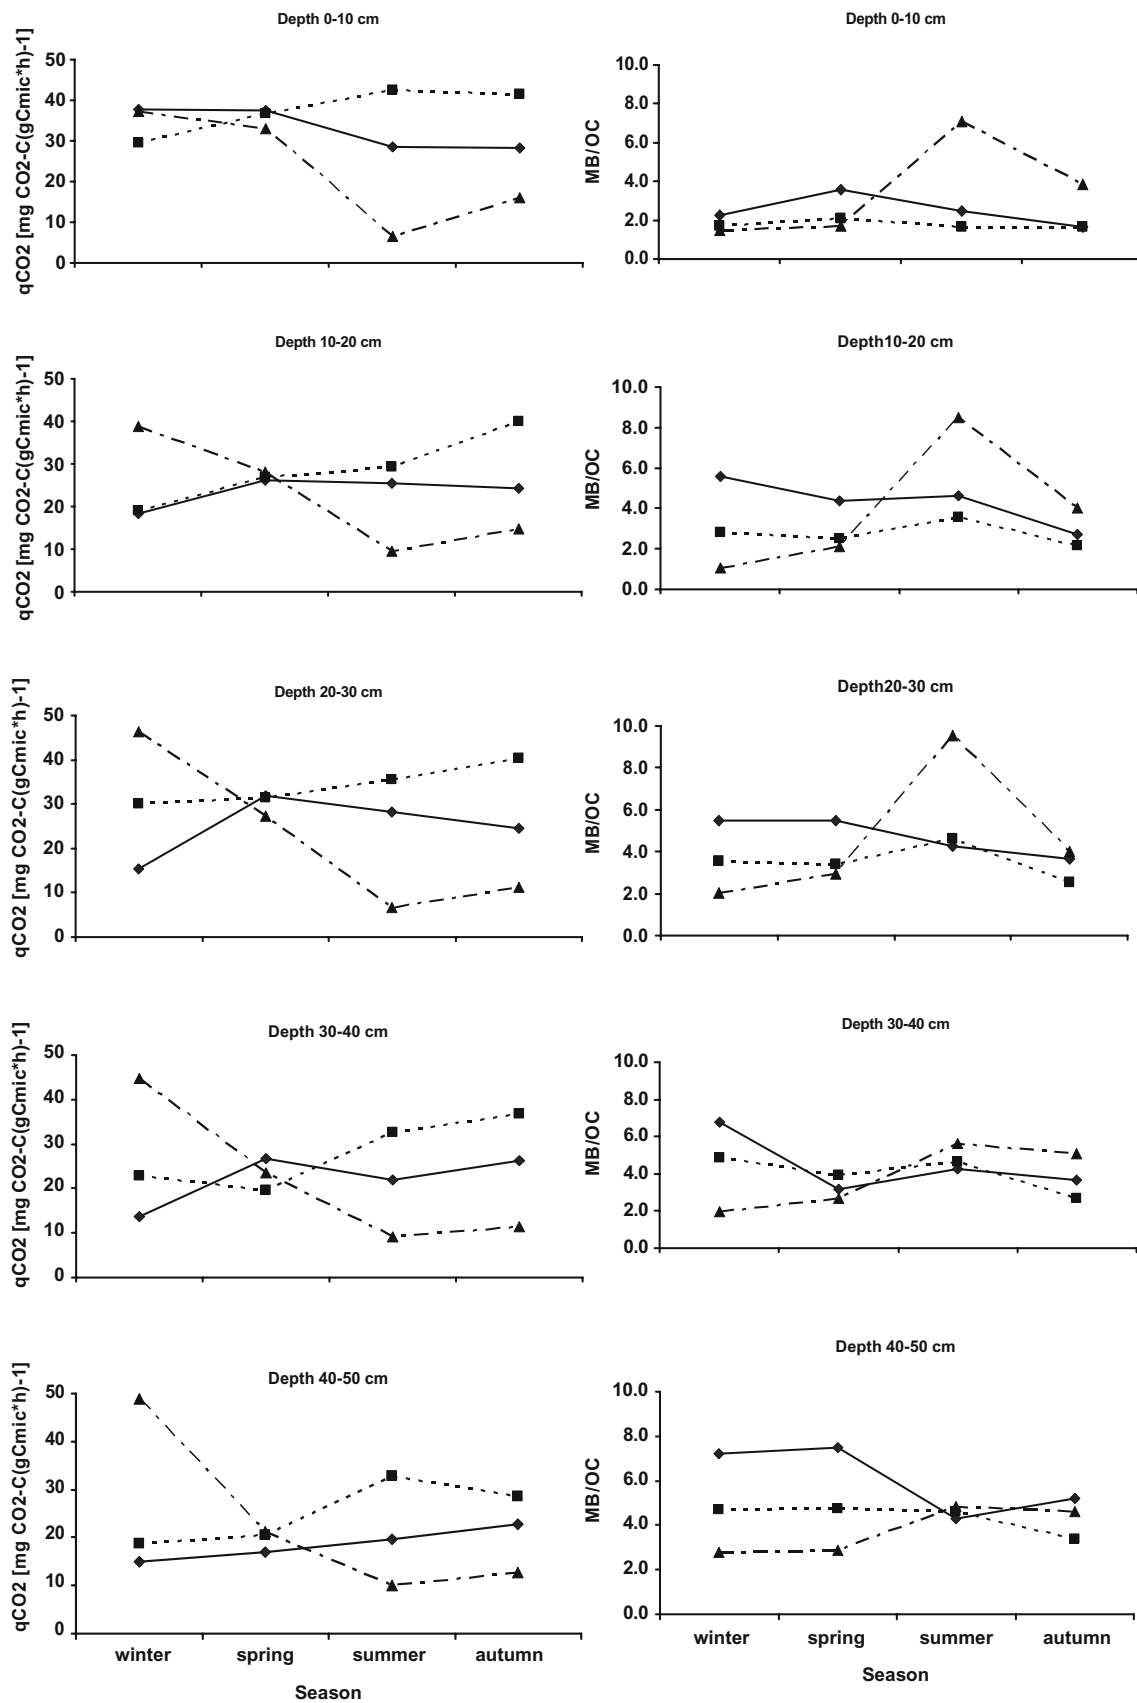 Depth 0-10 cm
qCO2 [mg CO2-C(gCmic*h)-1]
50
40
30
20
10
0
Depth 0-10 cm
MB/OC
10.0
8.0
6.0
4.0
2.0
0.0
Depth 10-20 cm
qCO2 [mg CO2-C(gCmic*h)-1]
50
40
30
20
10
0
Depth10-20 cm
MB/OC
10.0
8.0
6.0
4.0
2.0
0.0
Depth 20-30 cm
qCO2 [mg CO2-C(gCmic*h)-1]
50
40
30
20
10
0
Depth20-30 cm
MB/OC
10.0
8.0
6.0
4.0
2.0
0.0
Depth 30-40 cm
qCO2 [mg CO2-C(gCmic*h)-1]
50
40
30
20
10
0
Depth 30-40 cm
MB/OC
10.0
8.0
6.0
4.0
2.0
0.0
Depth 40-50 cm
qCO2 [mg CO2-C(gCmic*h)-1]
50
40
30
20
10
0
winter spring summer autumn
Season
Depth 40-50 cm
MB/OC
10.0
8.0
6.0
4.0
2.0
0.0
winter spring summer autumn
Season